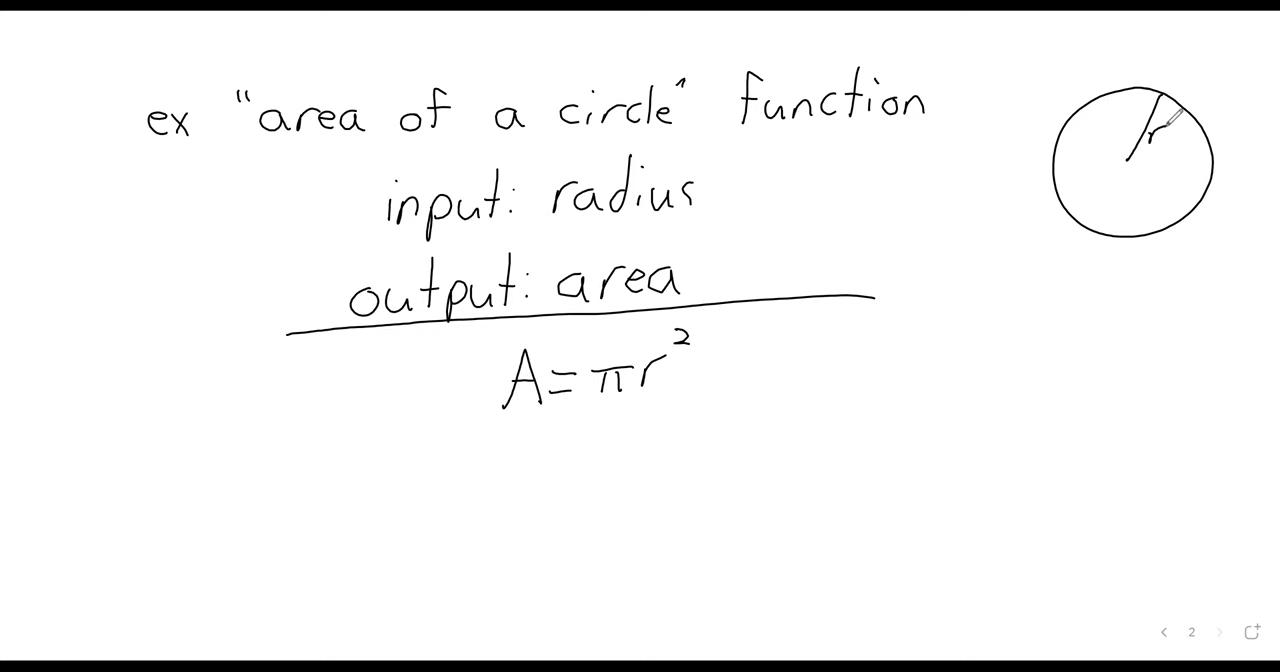 ex "area of a circle" function
r
input: radius
output: area
A = πr²
2